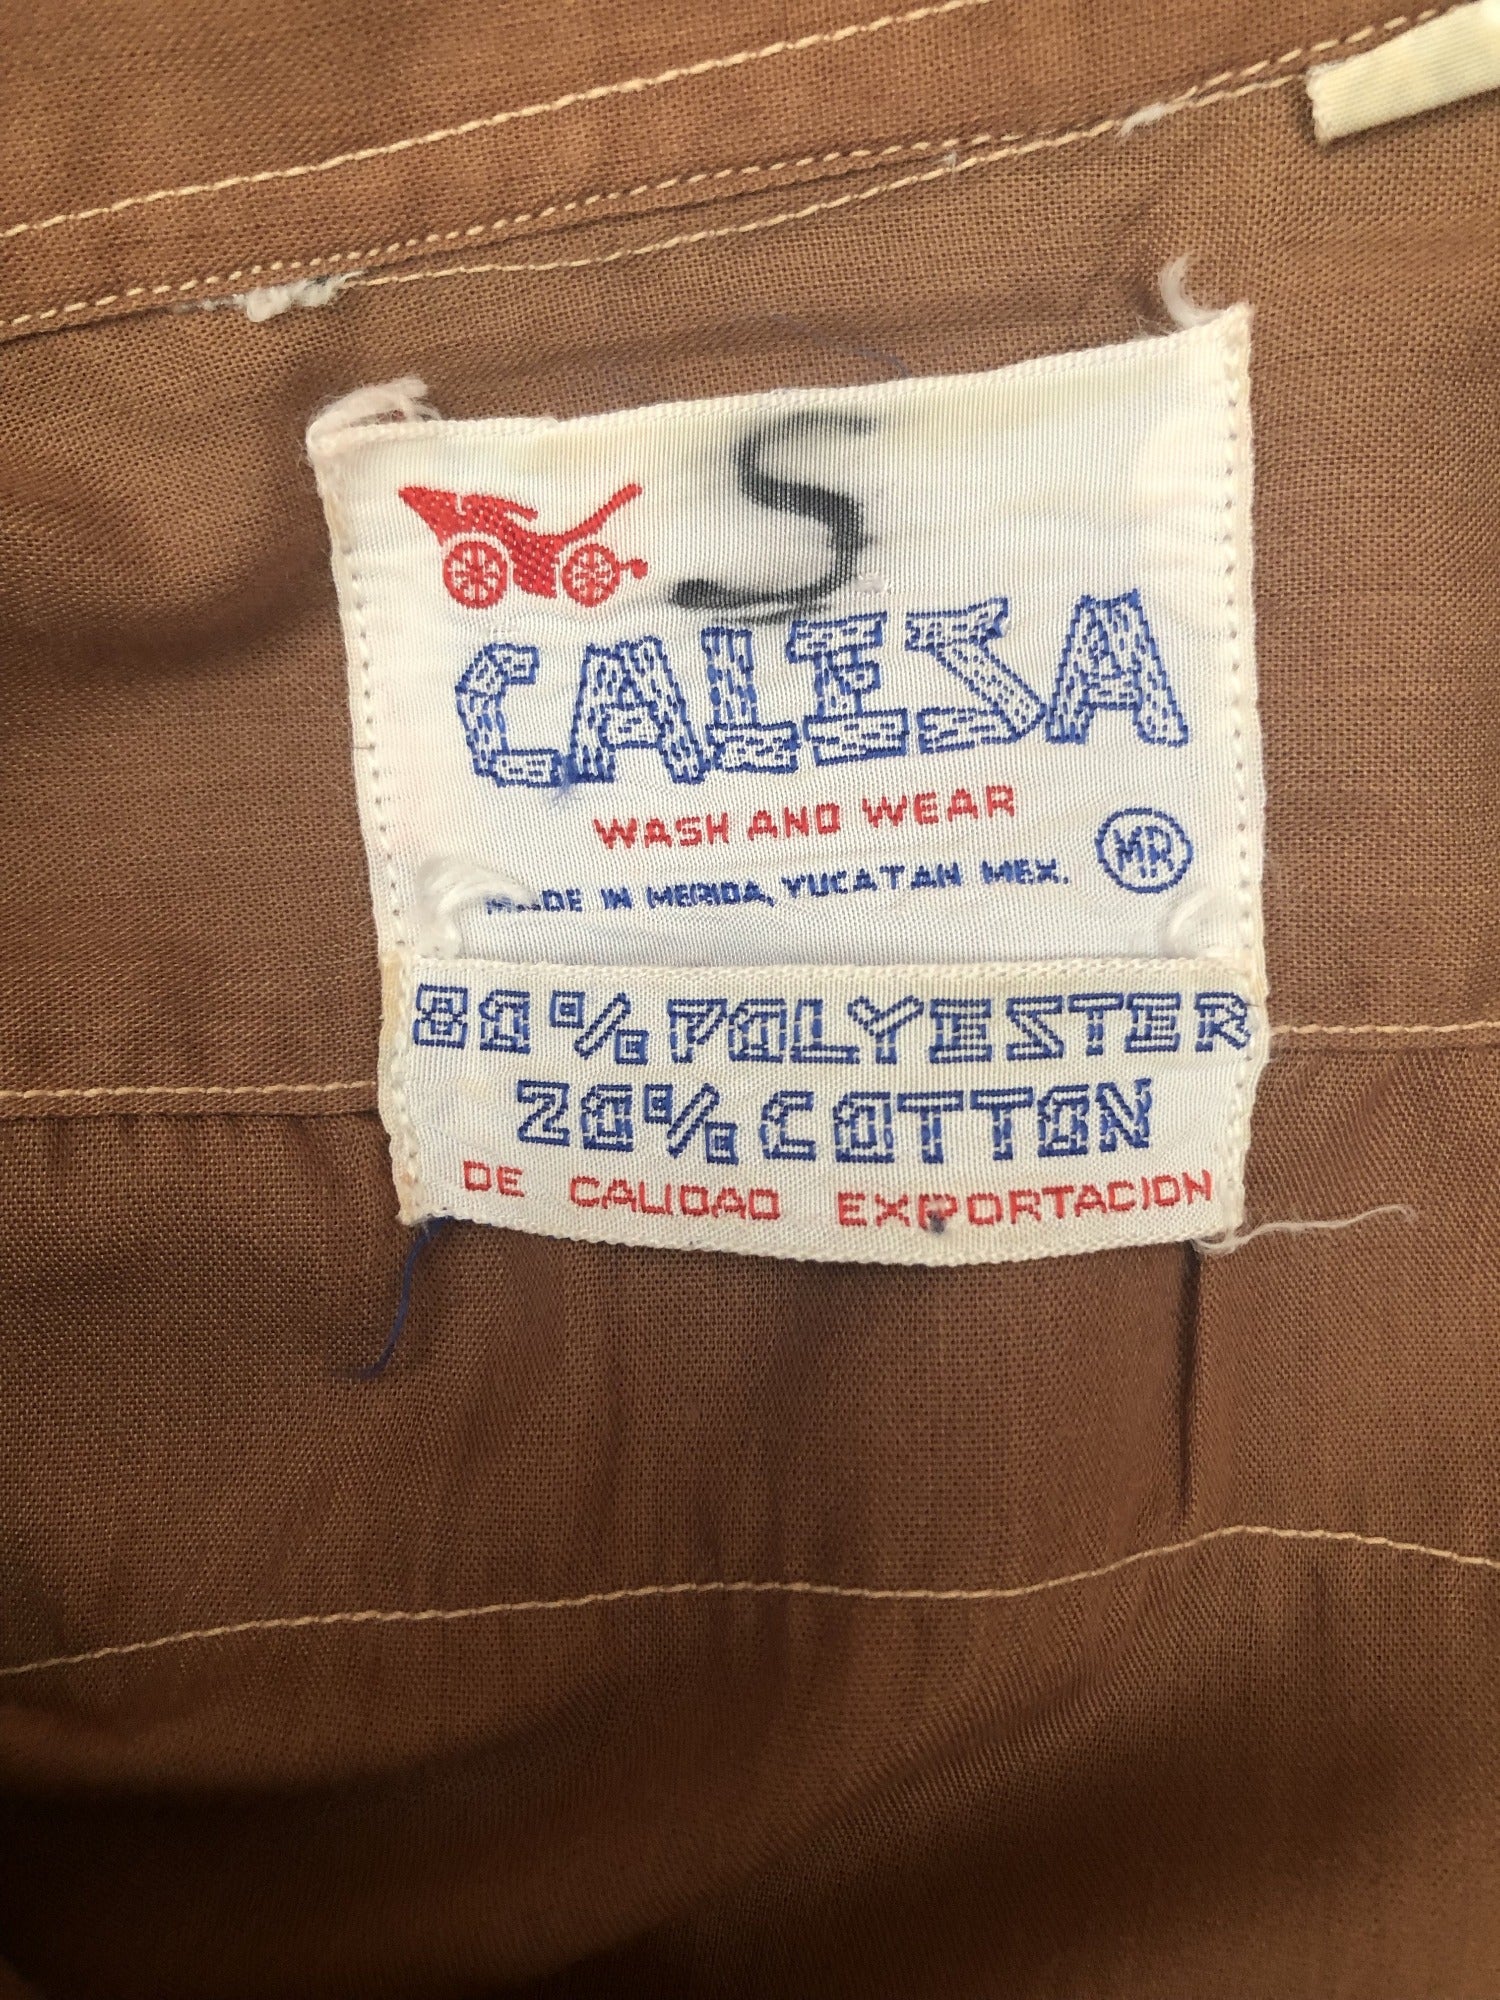 S
CALESA
WASH AND WEAR
MADE IN MERIDA, YUCATAN MEX. MR
80% POLYESTER
20% COTTON
DE CALIDAD EXPORTACION